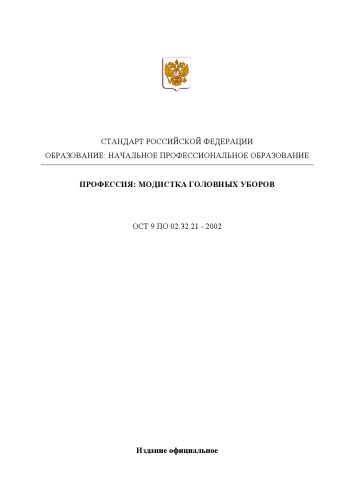 СТАНДАРТ РОССИЙСКОЙ ФЕДЕРАЦИИ
ОБРАЗОВАНИЕ: НАЧАЛЬНОЕ ПРОФЕССИОНАЛЬНОЕ ОБРАЗОВАНИЕ
ПРОФЕССИЯ: МОДИСТКА ГОЛОВНЫХ УБОРОВ
ОСТ 9 ПО 02.32.21 - 2002
Издание официальное